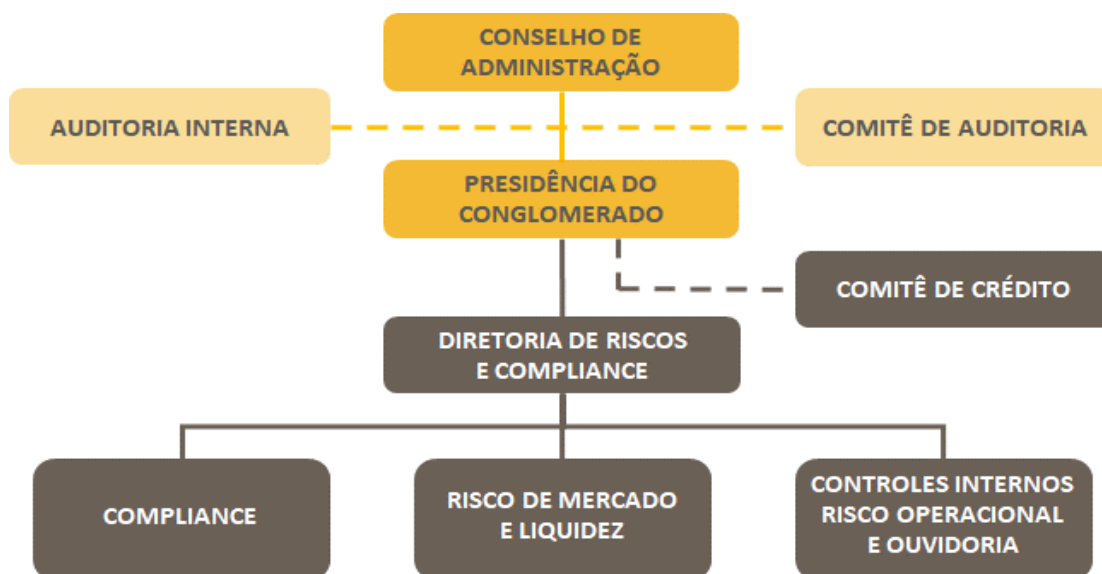 CONSELHO DE
ADMINISTRAÇÃO
AUDITORIA INTERNA
COMITÊ DE AUDITORIA
PRESIDÊNCIA DO
CONGLOMERADO
COMITÊ DE CRÉDITO
DIRETORIA DE RISCOS
E COMPLIANCE
COMPLIANCE
RISCO DE MERCADO
E LIQUIDEZ
CONTROLES INTERNOS
RISCO OPERACIONAL
E OUVIDORIA